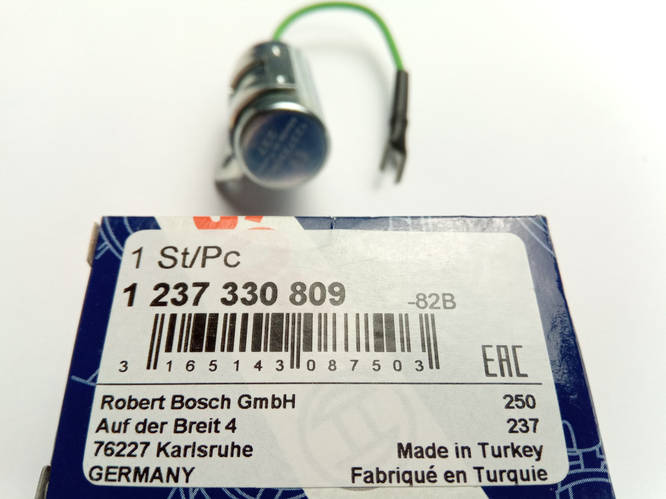 1 St/Pc
1 237 330 809 -82B
3 165143 087503
EAC
Robert Bosch GmbH 250
Auf der Breit 4 237
76227 Karlsruhe Made in Turkey
GERMANY Fabriqué en Turquie